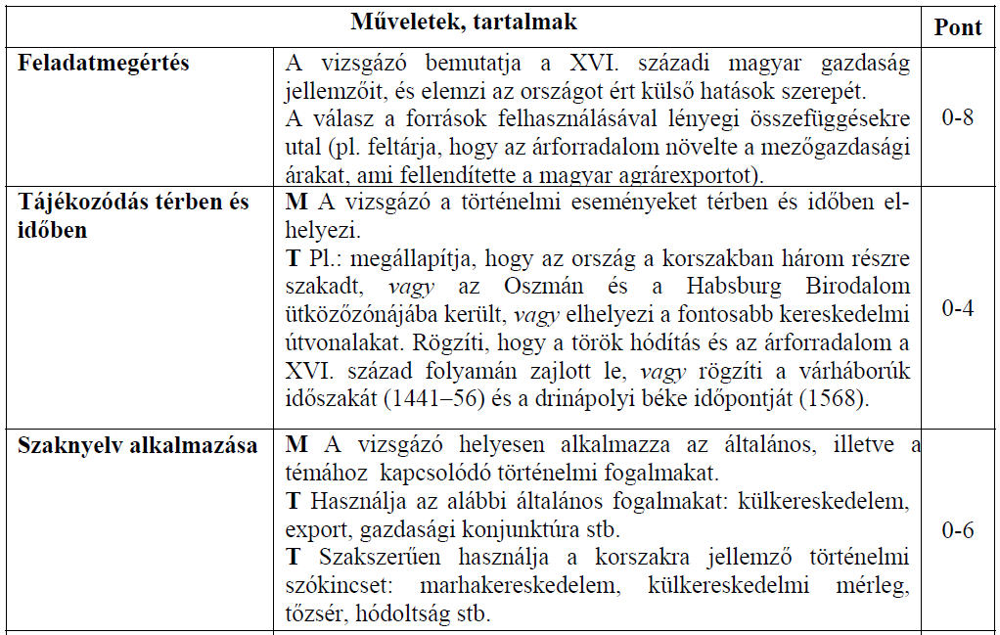 Műveletek, tartalmak
Pont
Feladatmegértés
A vizsgázó bemutatja a XVI. századi magyar gazdaság
jellemzőit, és elemzi az országot ért külső hatások szerepét.
A válasz a források felhasználásával lényegi összefüggésekre
utal (pl. feltárja, hogy az árforradalom növelte a mezőgazdasági
árakat, ami fellendítette a magyar agrárexportot).
0-8
Tájékozódás térben és
időben
M A vizsgázó a történelmi eseményeket térben és időben el-
helyezi.
T Pl.: megállapítja, hogy az ország a korszakban három részre
szakadt, vagy az Oszmán és a Habsburg Birodalom
ütközőzónájába került, vagy elhelyezi a fontosabb kereskedelmi
útvonalakat. Rögzíti, hogy a török hódítás és az árforradalom a
XVI. század folyamán zajlott le, vagy rögzíti a várháborúk
időszakát (1441–56) és a drinápolyi béke időpontját (1568).
0-4
Szaknyelv alkalmazása
M A vizsgázó helyesen alkalmazza az általános, illetve a
témához kapcsolódó történelmi fogalmakat.
T Használja az alábbi általános fogalmakat: külkereskedelem,
export, gazdasági konjunktúra stb.
T Szakszerűen használja a korszakra jellemző történelmi
szókincset: marhakereskedelem, külkereskedelmi mérleg,
tőzsér, hódoltság stb.
0-6